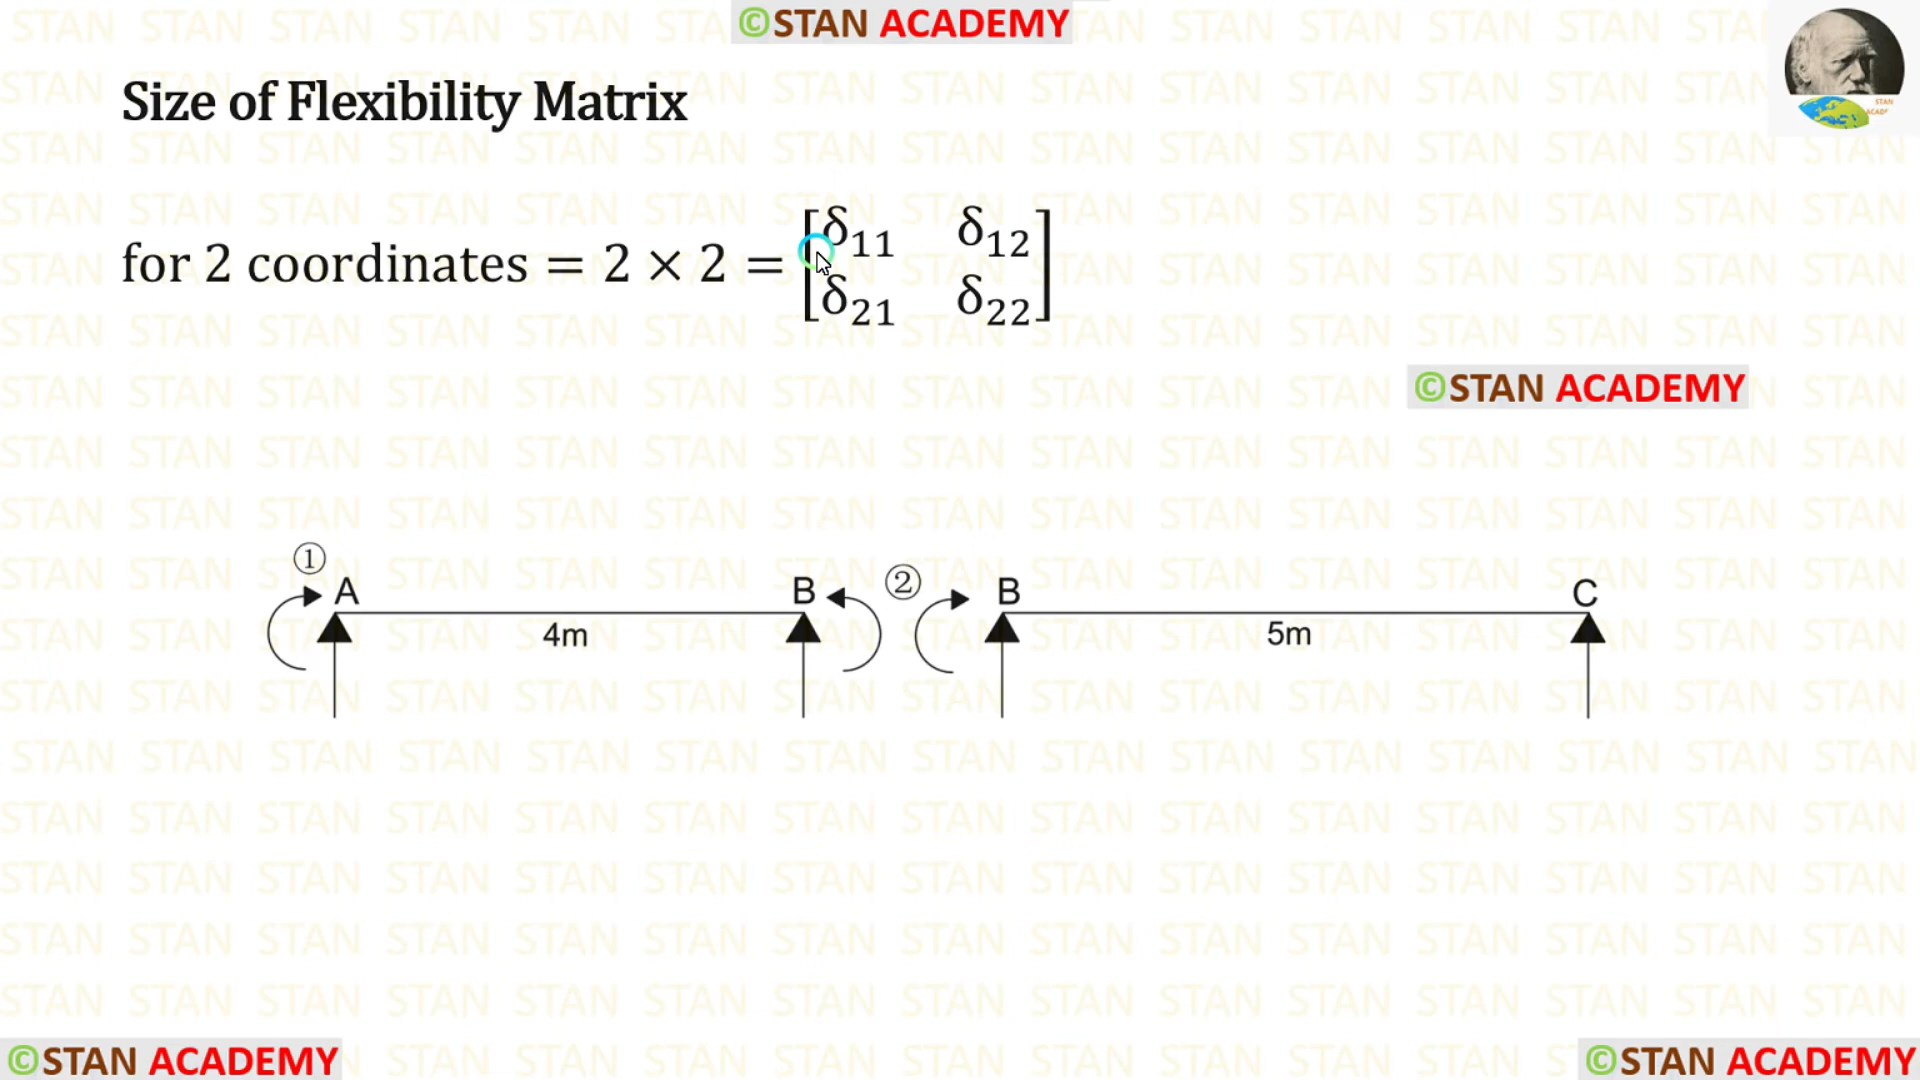 ©STAN ACADEMY
Size of Flexibility Matrix
for 2 coordinates = 2 × 2 = [δ11 δ12
δ21 δ22]
©STAN ACADEMY
① A B ② B C
4m 5m
©STAN ACADEMY ©STAN ACADEMY